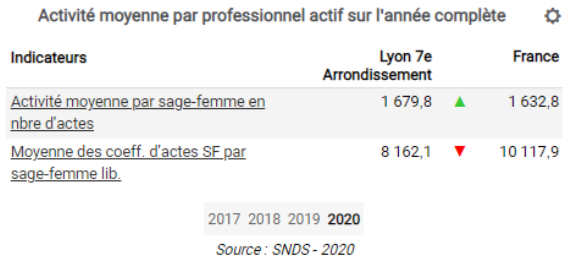 Activité moyenne par professionnel actif sur l'année complète
Indicateurs Lyon 7e Arrondissement France
Activité moyenne par sage-femme en nbre d'actes 1 679,8 ▲ 1 632,8
Moyenne des coeff. d'actes SF par sage-femme lib. 8 162,1 ▼ 10 117,9
2017 2018 2019 2020
Source : SNDS - 2020